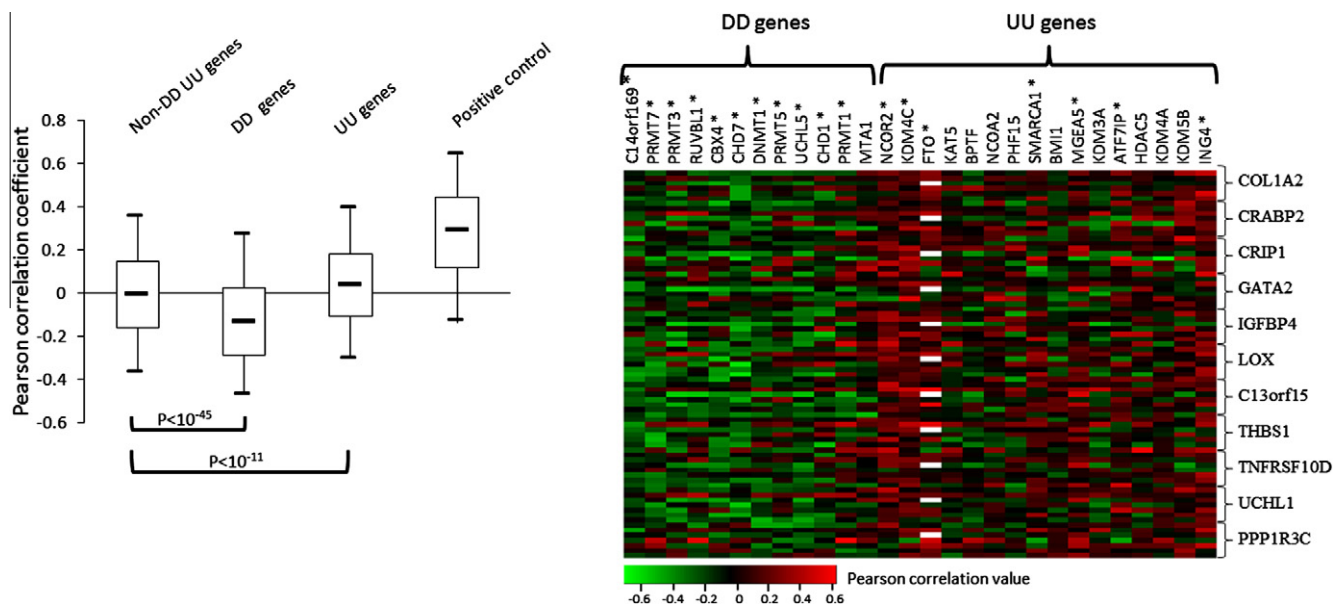 Non-DD UU genes
DD genes
UU genes
Positive control
Pearson correlation coefficient
0.8
0.6
0.4
0.2
0
-0.2
-0.4
-0.6
P<10-45
P<10-11
DD genes
UU genes
C14orf169 *
PRMT7 *
PRMT3 *
RUVBL1 *
CBX4 *
CHD7 *
DNMT1 *
PRMT5 *
UCHL5 *
CHD1 *
PRMT1 *
MTA1
NCOR2 *
KDM4C *
FTO *
KAT5
BPTF
NCOA2
PHF15
SMARCA1 *
BMI1
MGEA5 *
KDM3A
ATF7IP *
HDAC5
KDM4A
KDM5B
ING4 *
COL1A2
CRABP2
CRIP1
GATA2
IGFBP4
LOX
C13orf15
THBS1
TNFRSF10D
UCHL1
PPP1R3C
-0.6 -0.4 -0.2 0 0.2 0.4 0.6
Pearson correlation value